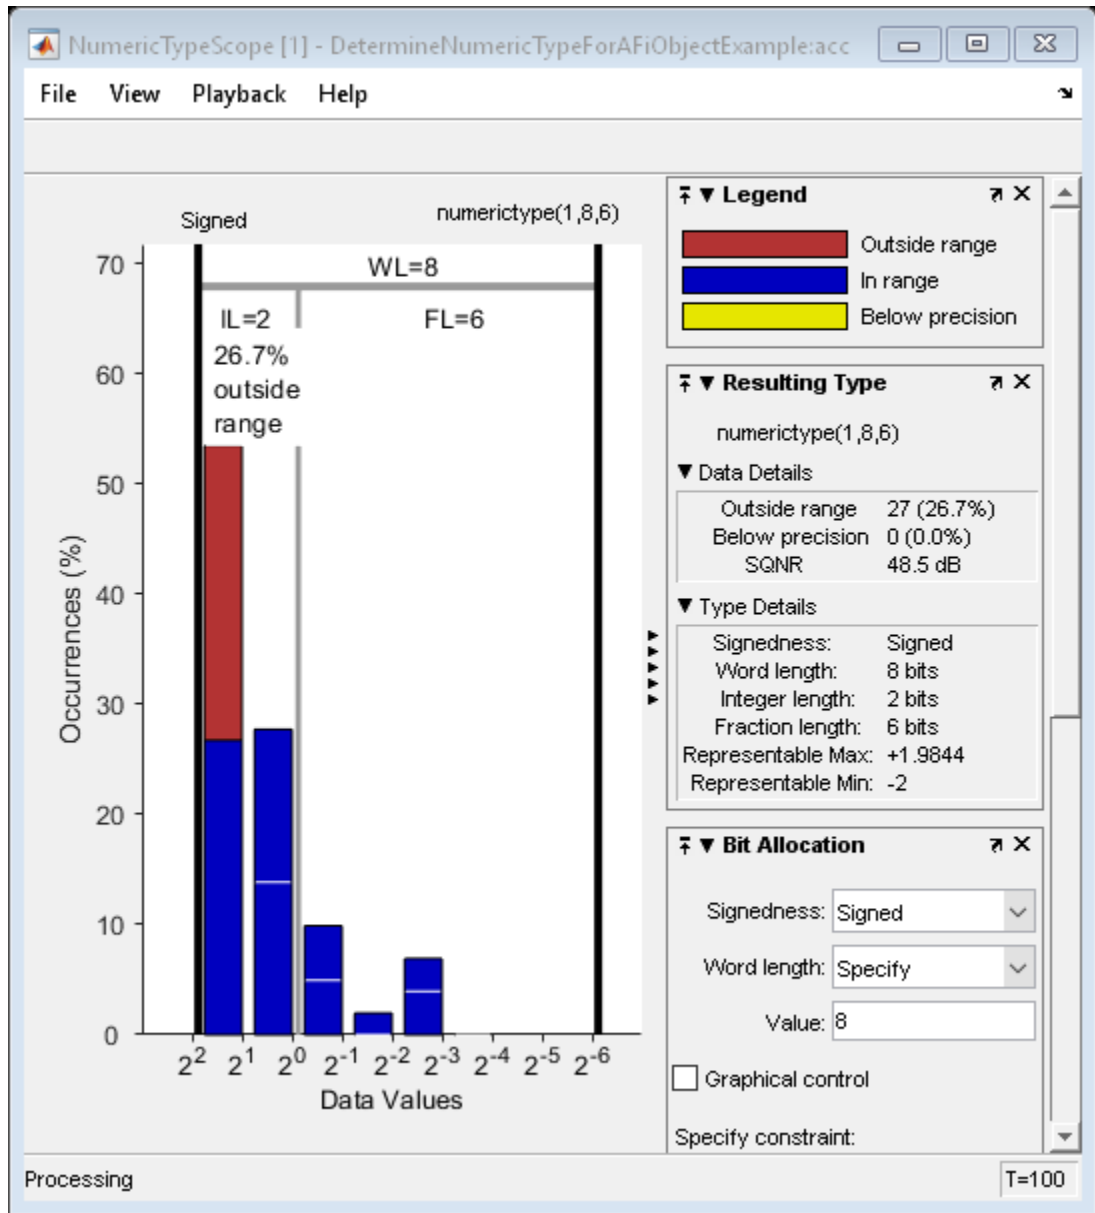 NumericTypeScope [1] - DetermineNumericTypeForAFiObjectExample:acc
File View Playback Help
Signed
numerictype(1,8,6)
WL=8
IL=2
FL=6
26.7%
outside
range
70
60
50
40
30
20
10
0
Occurrences (%)
2^2 2^1 2^0 2^-1 2^-2 2^-3 2^-4 2^-5 2^-6
Data Values
Legend
Outside range
In range
Below precision
Resulting Type
numerictype(1,8,6)
Data Details
Outside range 27 (26.7%)
Below precision 0 (0.0%)
SQNR 48.5 dB
Type Details
Signedness: Signed
Word length: 8 bits
Integer length: 2 bits
Fraction length: 6 bits
Representable Max: +1.9844
Representable Min: -2
Bit Allocation
Signedness: Signed
Word length: Specify
Value: 8
Graphical control
Specify constraint:
Processing
T=100